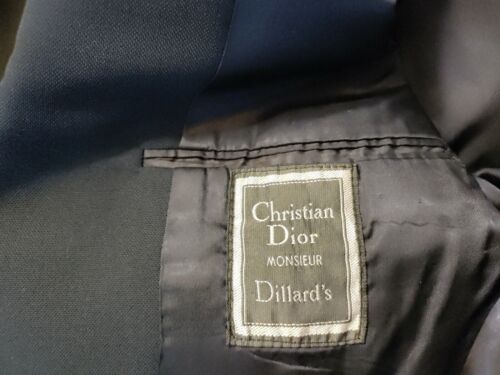 Christian
Dior
MONSIEUR
Dillard's